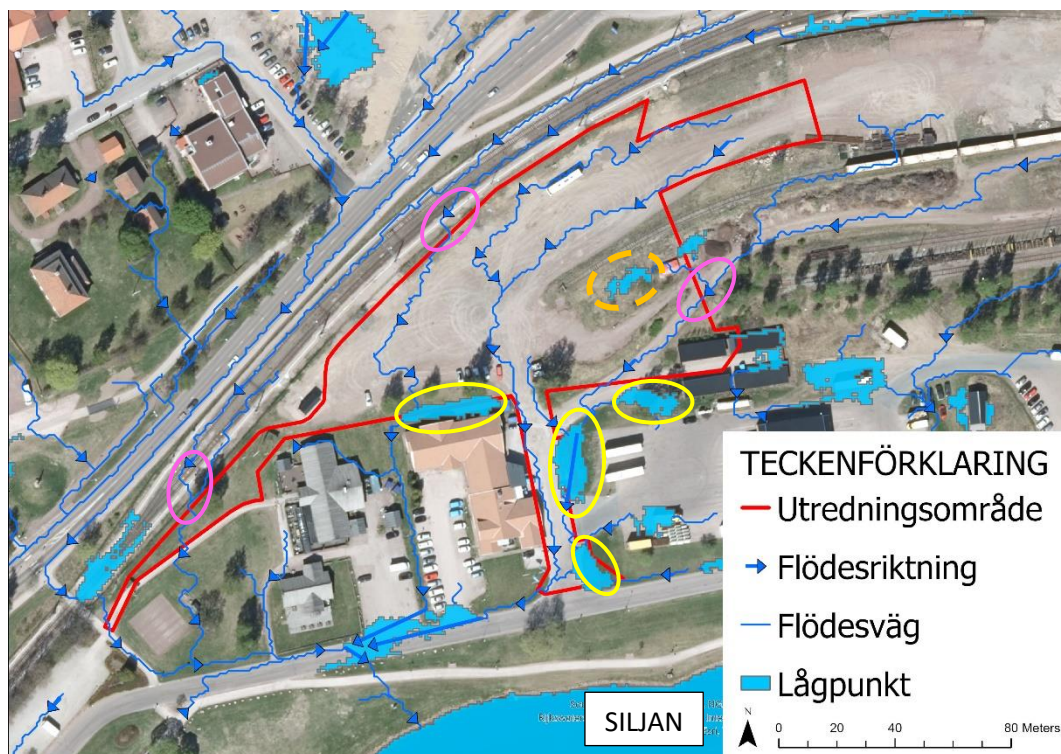 SILJAN
TECKENFÖRKLARING
Utredningsområde
Flödesriktning
Flödesväg
Lågpunkt
N
0 20 40 80 Meters